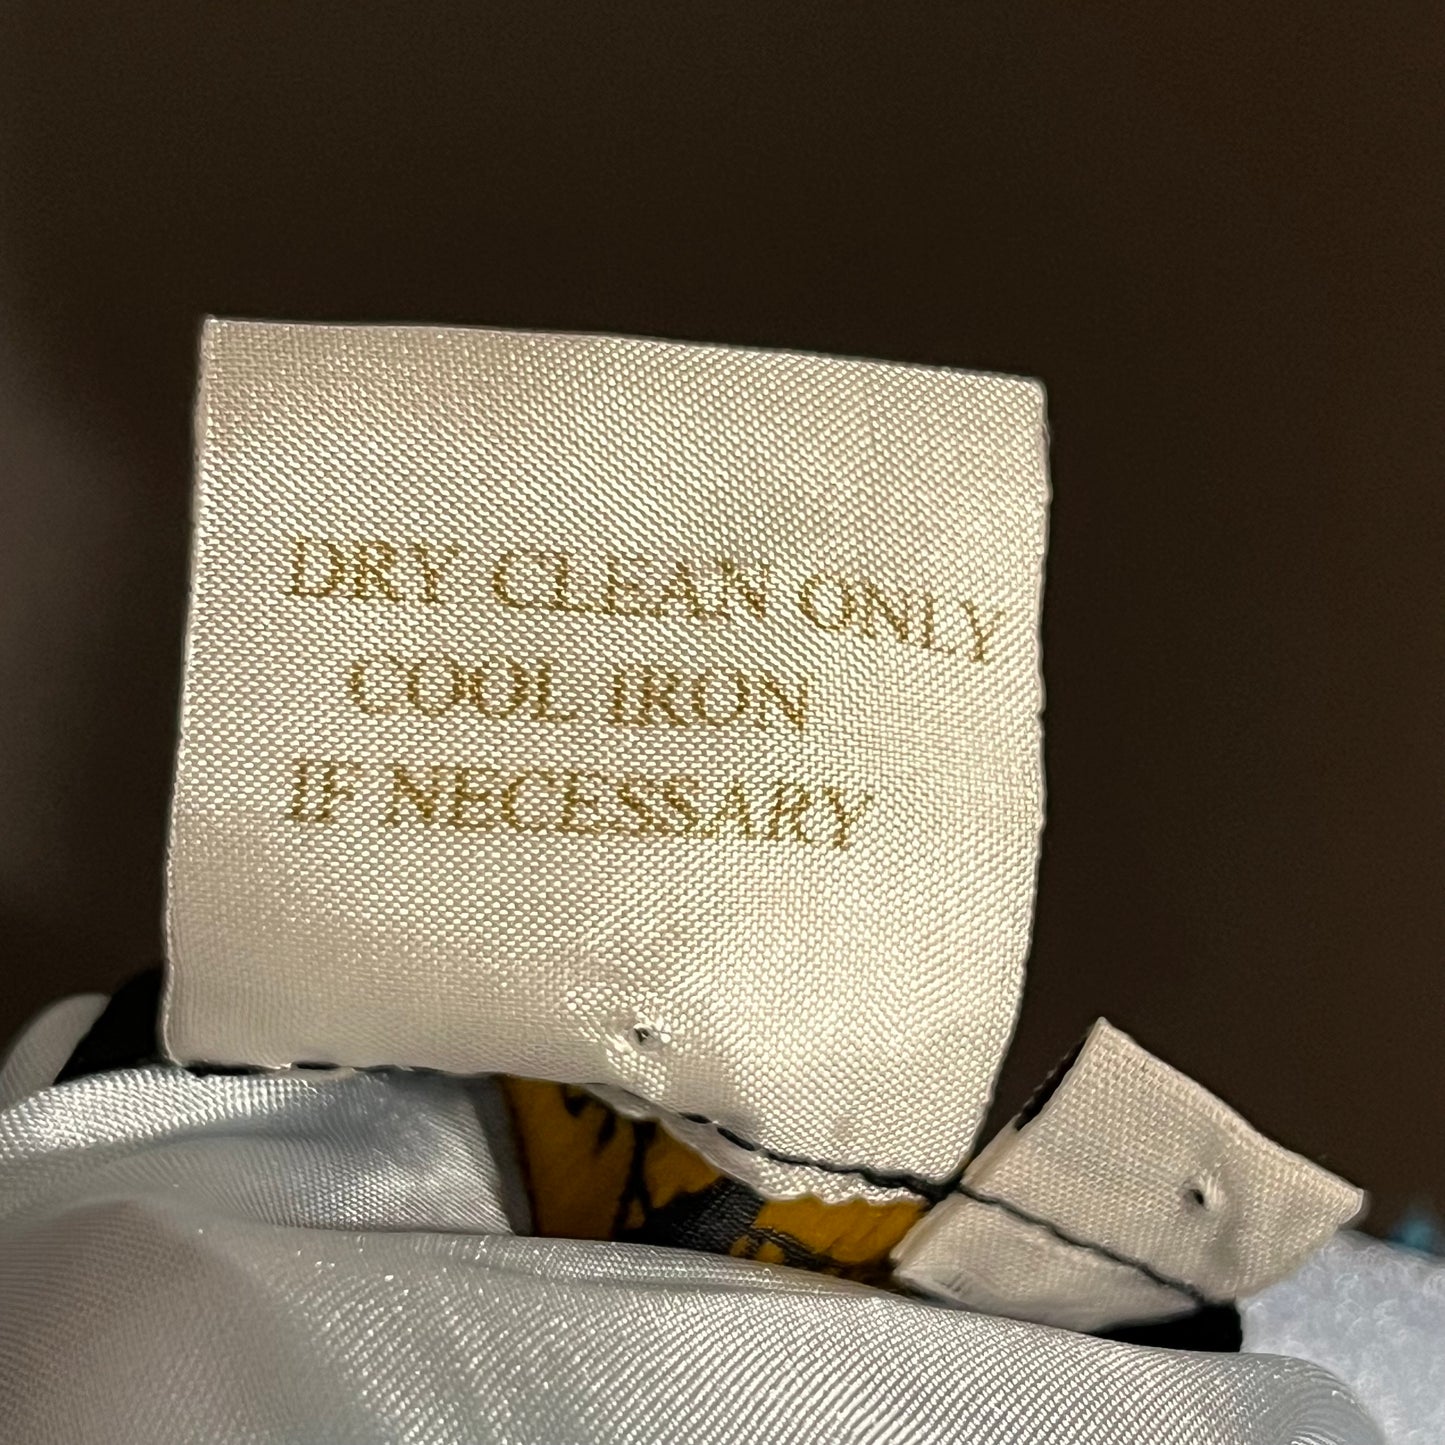 DRY CLEAN ONLY
COOL IRON
IF NECESSARY